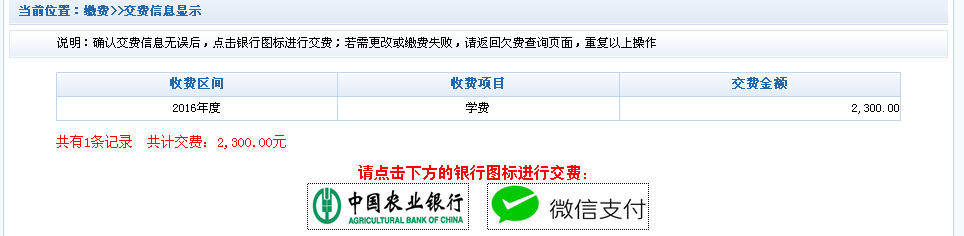 当前位置：缴费>>交费信息显示
说明：确认交费信息无误后，点击银行图标进行交费；若需更改或缴费失败，请返回欠费查询页面，重复以上操作
收费区间 收费项目 交费金额
2016年度 学费 2,300.00
共有1条记录 共计交费：2,300.00元
请点击下方的银行图标进行交费：
中国农业银行 微信支付
AGRICULTURAL BANK OF CHINA